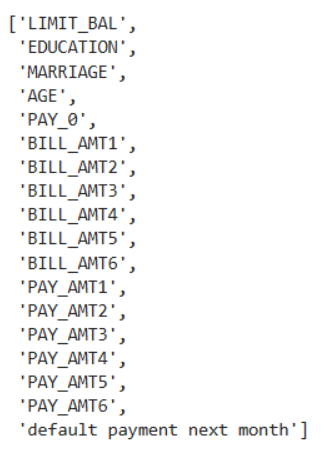 ['LIMIT_BAL',
'EDUCATION',
'MARRIAGE',
'AGE',
'PAY_0',
'BILL_AMT1',
'BILL_AMT2',
'BILL_AMT3',
'BILL_AMT4',
'BILL_AMT5',
'BILL_AMT6',
'PAY_AMT1',
'PAY_AMT2',
'PAY_AMT3',
'PAY_AMT4',
'PAY_AMT5',
'PAY_AMT6',
'default payment next month']